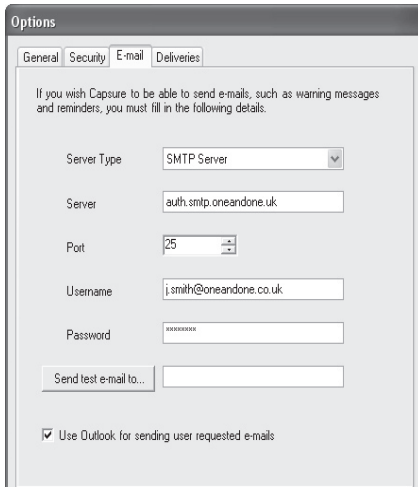 Options
General Security E-mail Deliveries
If you wish Capsure to be able to send e-mails, such as warning messages
and reminders, you must fill in the following details.
Server Type SMTP Server
Server auth.smtp.oneandone.uk
Port 25
Username j.smith@oneandone.co.uk
Password ××××××××
Send test e-mail to...
Use Outlook for sending user requested e-mails